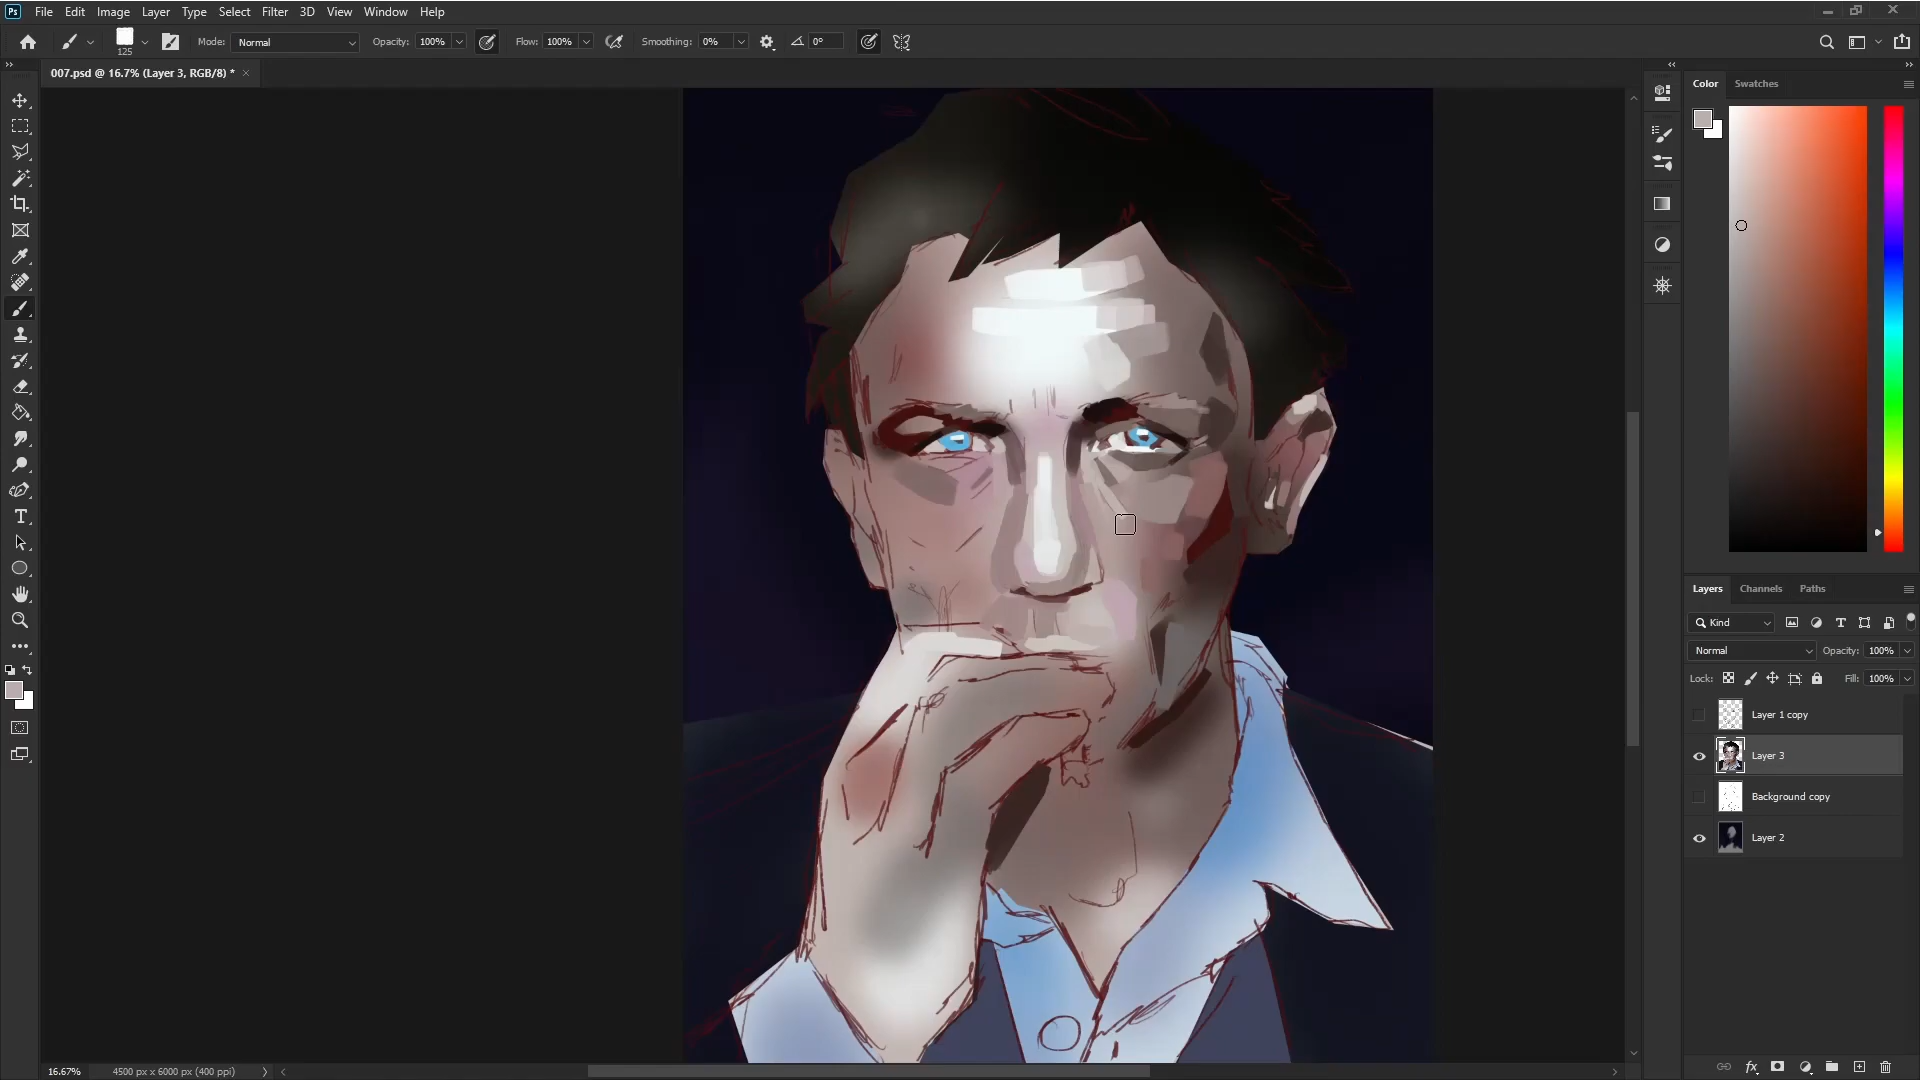 Ps File Edit Image Layer Type Select Filter 3D View Window Help
125 Mode: Normal Opacity: 100% Flow: 100% Smoothing: 0% 0°
007.psd @ 16.7% (Layer 3, RGB/8) *
Color Swatches
Layers Channels Paths
Kind
Normal Opacity: 100%
Lock: Fill: 100%
Layer 1 copy
Layer 3
Background copy
Layer 2
fx
16.67% 4500 px x 6000 px (400 ppi)